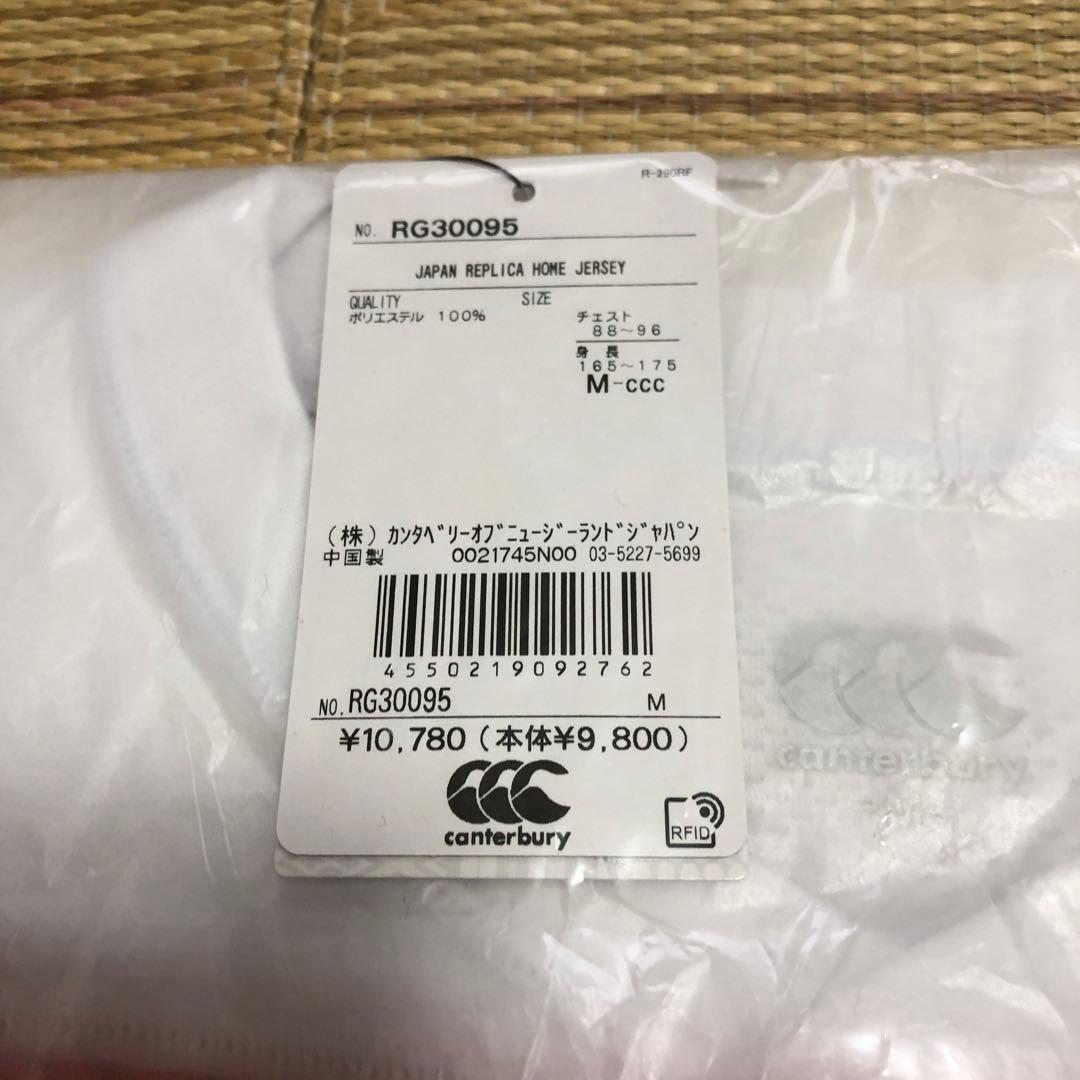 R-290RF
NO. RG30095
JAPAN REPLICA HOME JERSEY
QUALITY SIZE
ポリエステル 100% チェスト
88～96
身 長
165～175
M-ccc
(株) ｶﾝﾀﾍﾞﾘｰｵﾌﾞﾆｭｰｼﾞｰﾗﾝﾄﾞｼﾞｬﾊﾟﾝ
中国製 0021745N00 03-5227-5699
4550219092762
NO. RG30095 M
¥10,780 (本体¥9,800)
canterbury
RFID
canterbury